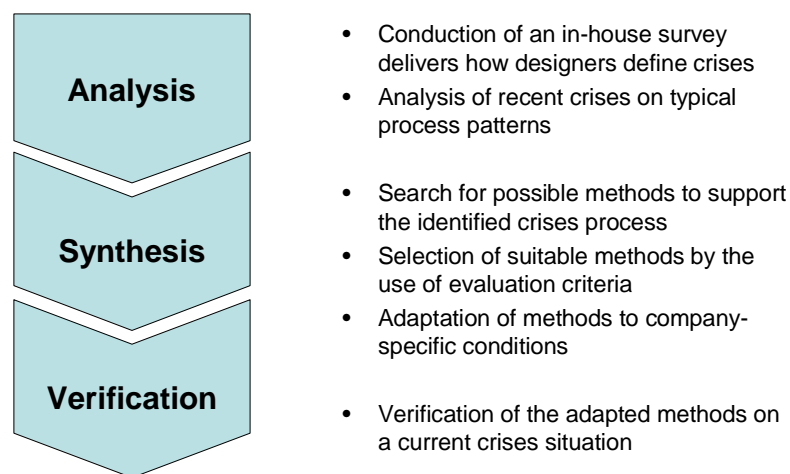 Analysis
• Conduction of an in-house survey
delivers how designers define crises
• Analysis of recent crises on typical
process patterns
Synthesis
• Search for possible methods to support
the identified crises process
• Selection of suitable methods by the
use of evaluation criteria
• Adaptation of methods to company-
specific conditions
Verification
• Verification of the adapted methods on
a current crises situation